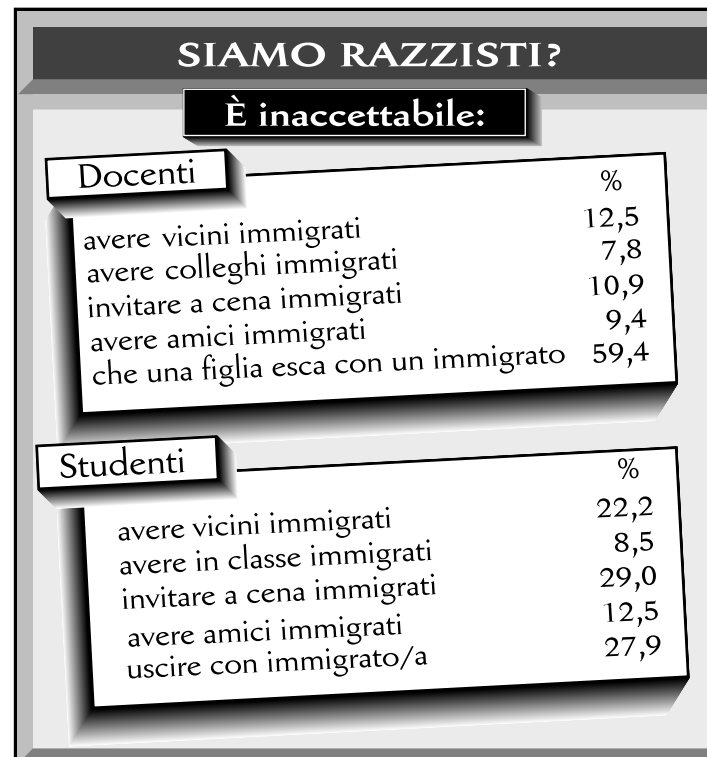 SIAMO RAZZISTI?
È inaccettabile:
Docenti
%
avere vicini immigrati 12,5
avere colleghi immigrati 7,8
invitare a cena immigrati 10,9
avere amici immigrati 9,4
che una figlia esca con un immigrato 59,4
Studenti
%
avere vicini immigrati 22,2
avere in classe immigrati 8,5
invitare a cena immigrati 29,0
avere amici immigrati 12,5
uscire con immigrato/a 27,9